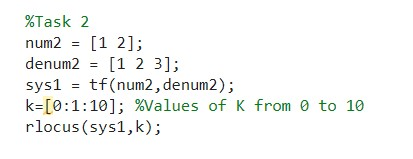 %Task 2
num2 = [1 2];
denum2 = [1 2 3];
sys1 = tf(num2,denum2);
k=[0:1:10]; %Values of K from 0 to 10
rlocus(sys1,k);